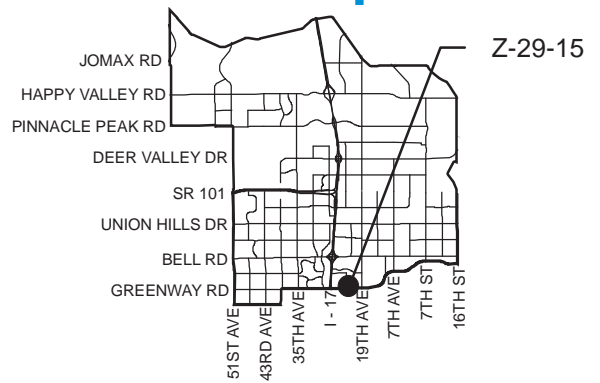 Z-29-15
JOMAX RD
HAPPY VALLEY RD
PINNACLE PEAK RD
DEER VALLEY DR
SR 101
UNION HILLS DR
BELL RD
GREENWAY RD
51ST AVE
43RD AVE
35TH AVE
I - 17
19TH AVE
7TH AVE
7TH ST
16TH ST